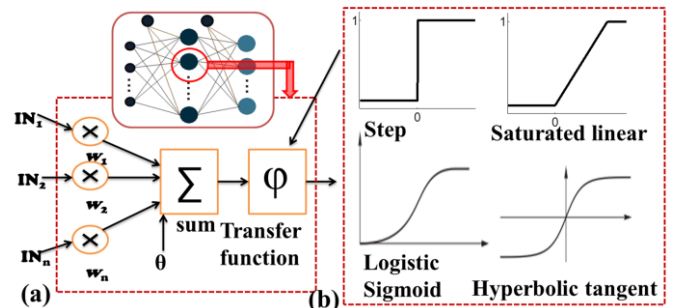 IN1
×
w1
IN2
×
w2
INn
×
wn
Σ
sum
θ
φ
Transfer
function
(a)
1
0
Step
1
0
Saturated linear
Logistic
Sigmoid
Hyperbolic tangent
(b)